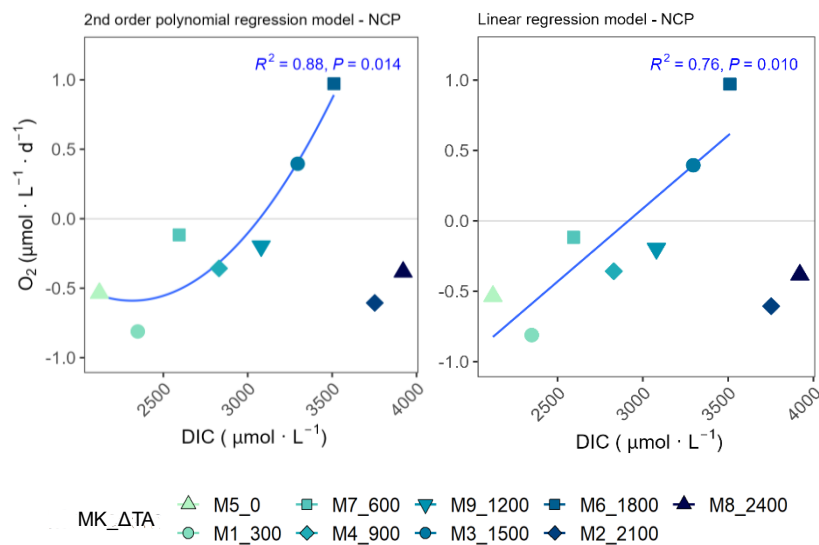 2nd order polynomial regression model - NCP
R² = 0.88, P = 0.014
1.0
0.5
0.0
-0.5
-1.0
O₂ (μmol · L⁻¹ · d⁻¹)
2500
3000
3500
4000
DIC ( μmol · L⁻¹)
Linear regression model - NCP
R² = 0.76, P = 0.010
1.0
0.5
0.0
-0.5
-1.0
2500
3000
3500
4000
DIC ( μmol · L⁻¹)
MK_ΔTA
M5_0 M7_600 M9_1200 M6_1800 M8_2400
M1_300 M4_900 M3_1500 M2_2100